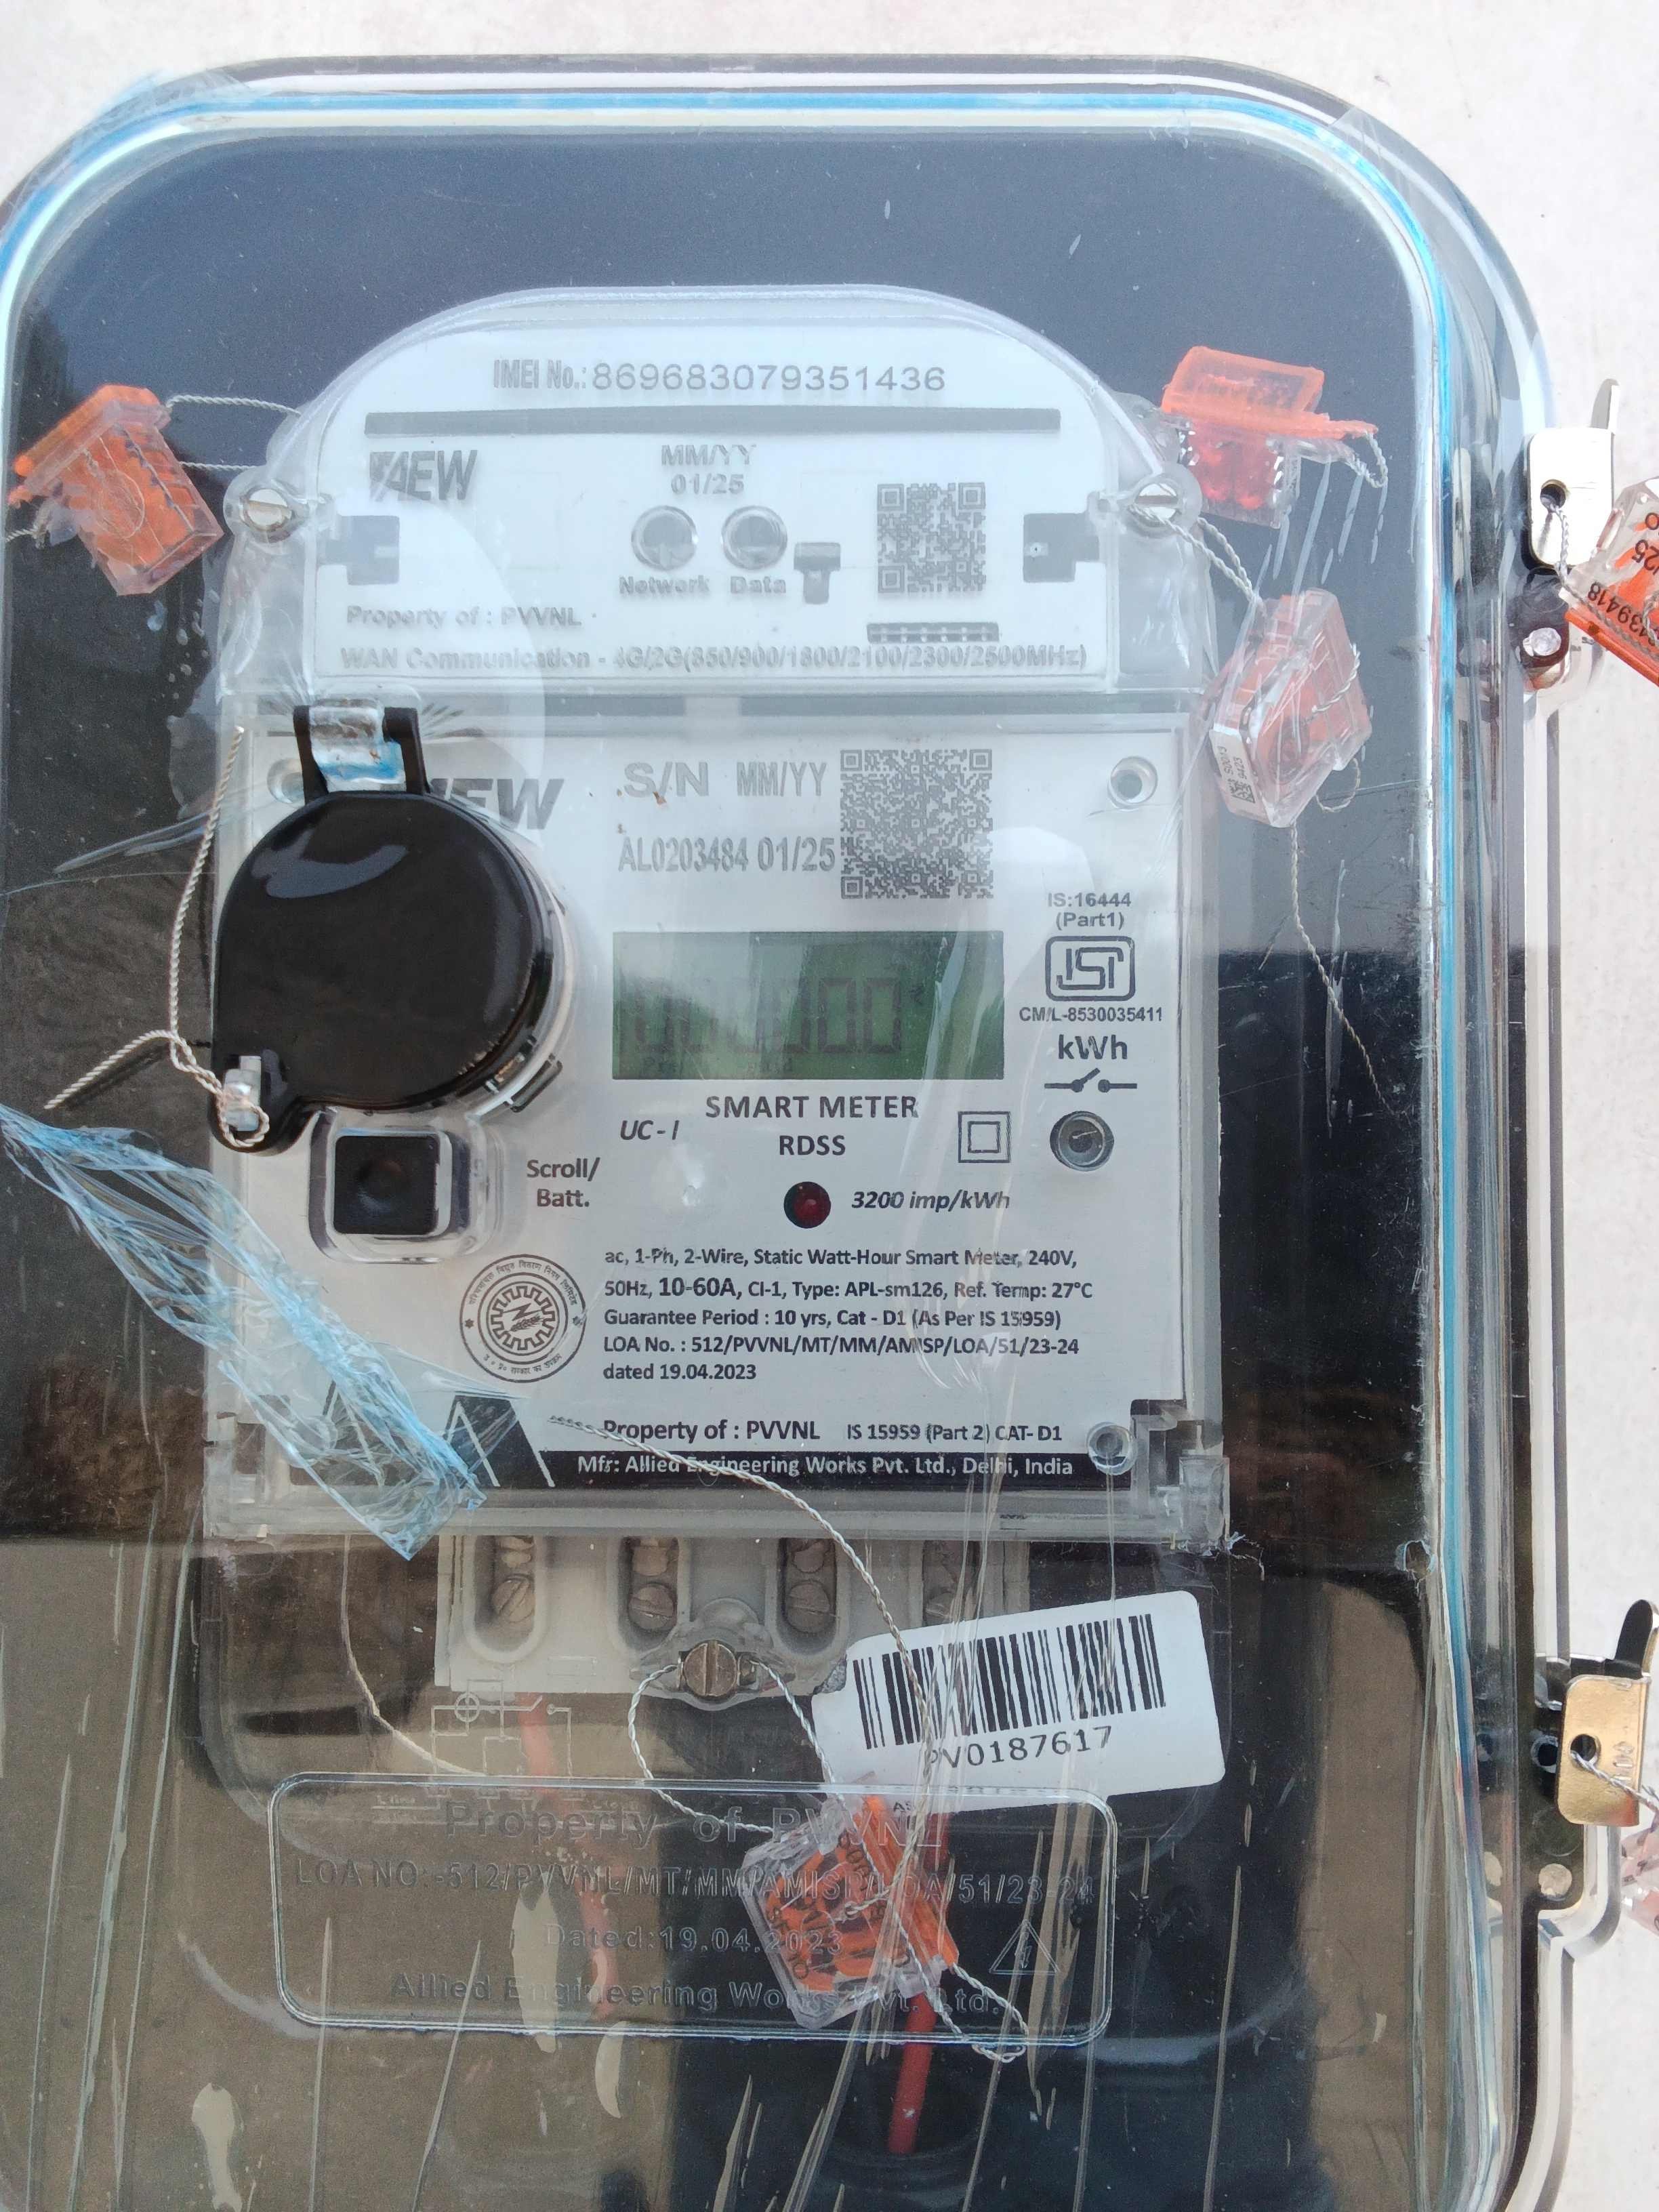 IMEI No.: 869683079351436
AEW
MM/YY
01/25
Network Data
Property of : PVVNL
WAN Communication - 4G/2G(850/900/1800/2100/2300/2500MHz)
S/N MM/YY
AL0203484 01/25
IS:16444
(Part1)
ISI
CM/L-8530035411
kWh
SMART METER
UC-I
RDSS
Scroll/
Batt.
3200 imp/kWh
ac, 1-Ph, 2-Wire, Static Watt-Hour Smart Meter, 240V,
50Hz, 10-60A, Cl-1, Type: APL-sm126, Ref. Temp: 27°C
Guarantee Period : 10 yrs, Cat - D1 (As Per IS 15959)
LOA No. : 512/PVVNL/MT/MM/AMISP/LOA/51/23-24
dated 19.04.2023
Property of : PVVNL IS 15959 (Part 2) CAT- D1
Mfr: Allied Engineering Works Pvt. Ltd., Delhi, India
PV0187617
Property of PVVNL
LOA NO:-512/PVVNL/MT/MM/AMISP/LOA/51/23-24
Dated:19.04.2023
Allied Engineering Works Pvt. Ltd.